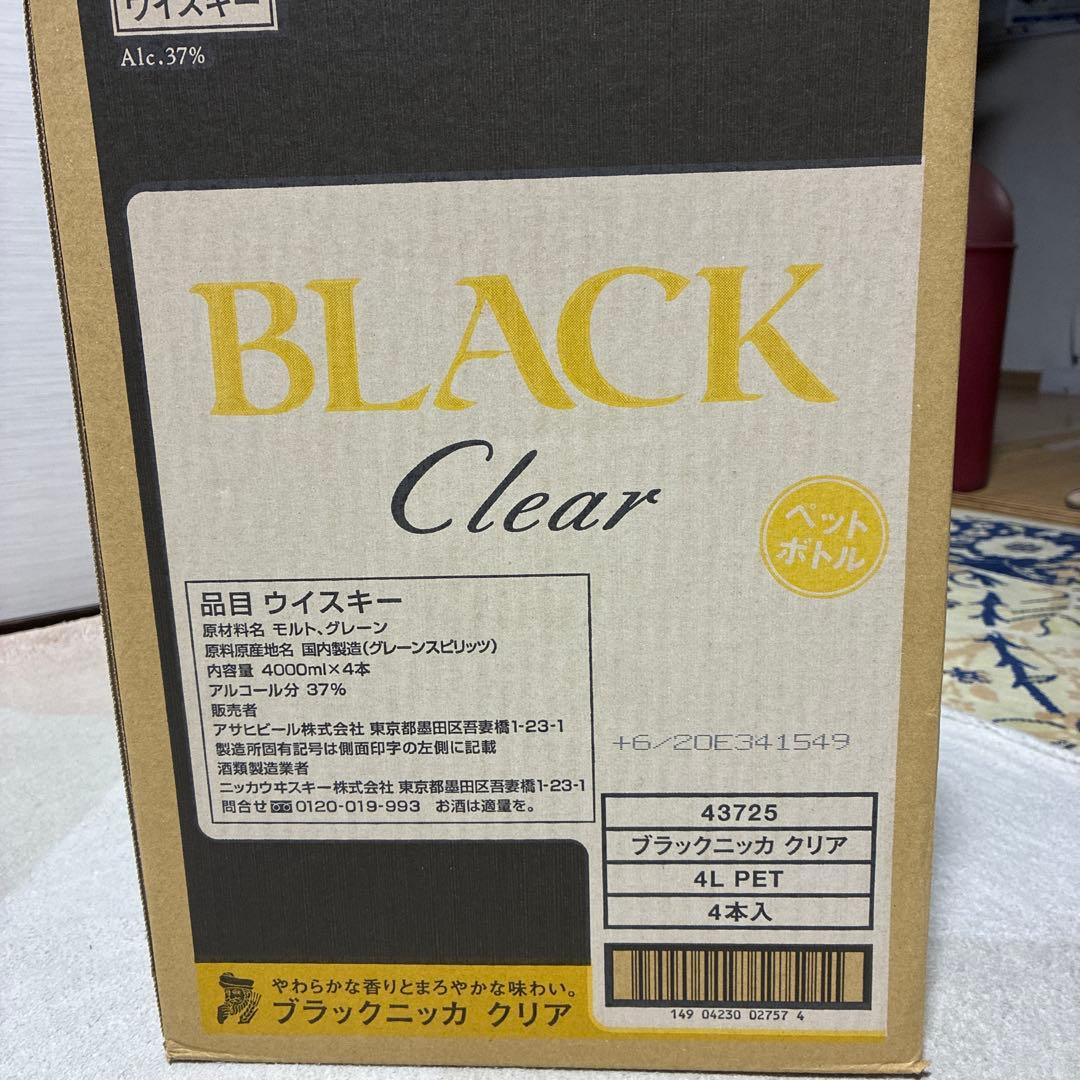 ウイスキー
Alc.37%
BLACK
Clear
ペット
ボトル
品目 ウイスキー
原材料名 モルト、グレーン
原料原産地名 国内製造(グレーンスピリッツ)
内容量 4000ml×4本
アルコール分 37%
販売者
アサヒビール株式会社 東京都墨田区吾妻橋1-23-1
製造所固有記号は側面印字の左側に記載
酒類製造業者
ニッカウヰスキー株式会社 東京都墨田区吾妻橋1-23-1
問合せ 0120-019-993 お酒は適量を。
+6/20E341549
43725
ブラックニッカ クリア
4L PET
4本入
149 04230 02757 4
やわらかな香りとまろやかな味わい。
ブラックニッカ クリア